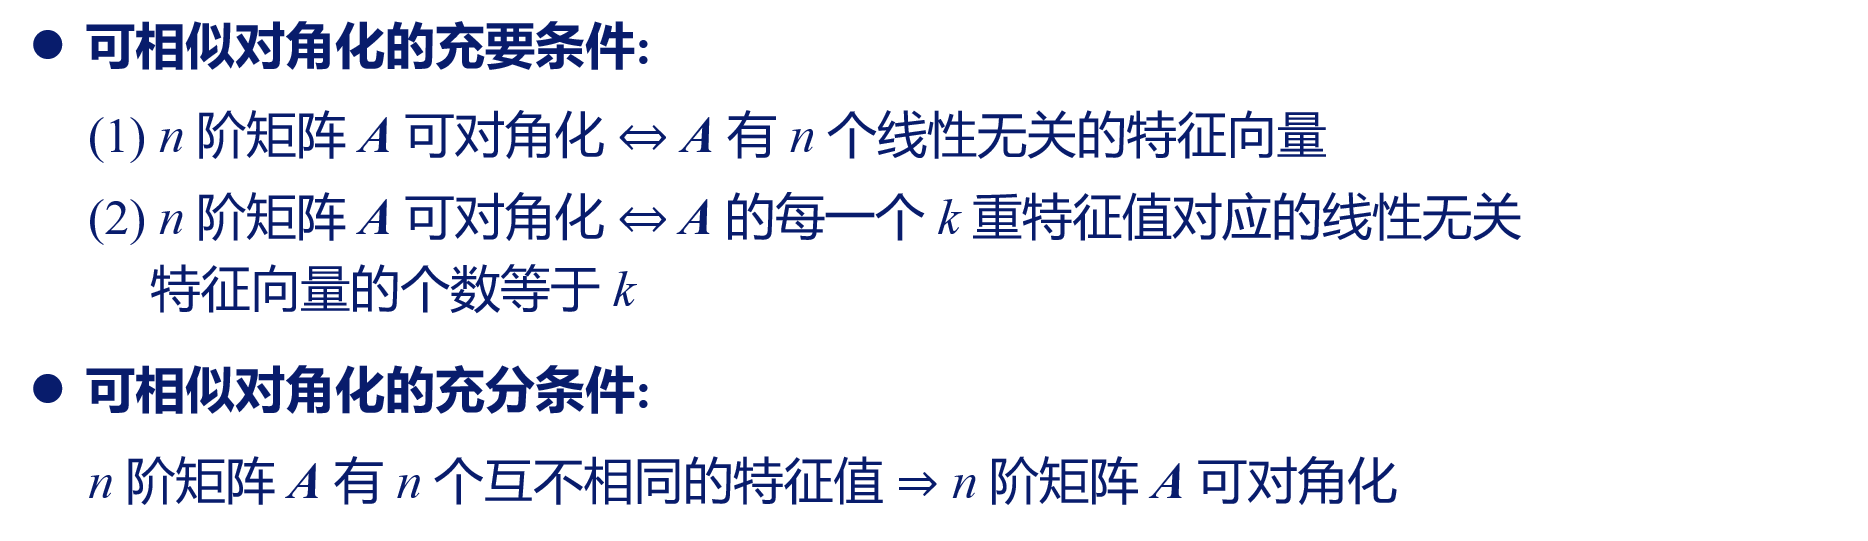 ● 可相似对角化的充要条件:
(1) n 阶矩阵 A 可对角化 ⇔ A 有 n 个线性无关的特征向量
(2) n 阶矩阵 A 可对角化 ⇔ A 的每一个 k 重特征值对应的线性无关
特征向量的个数等于 k
● 可相似对角化的充分条件:
n 阶矩阵 A 有 n 个互不相同的特征值 ⇒ n 阶矩阵 A 可对角化